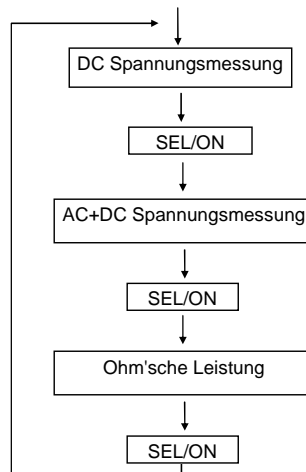 DC Spannungsmessung
SEL/ON
AC+DC Spannungsmessung
SEL/ON
Ohm'sche Leistung
SEL/ON